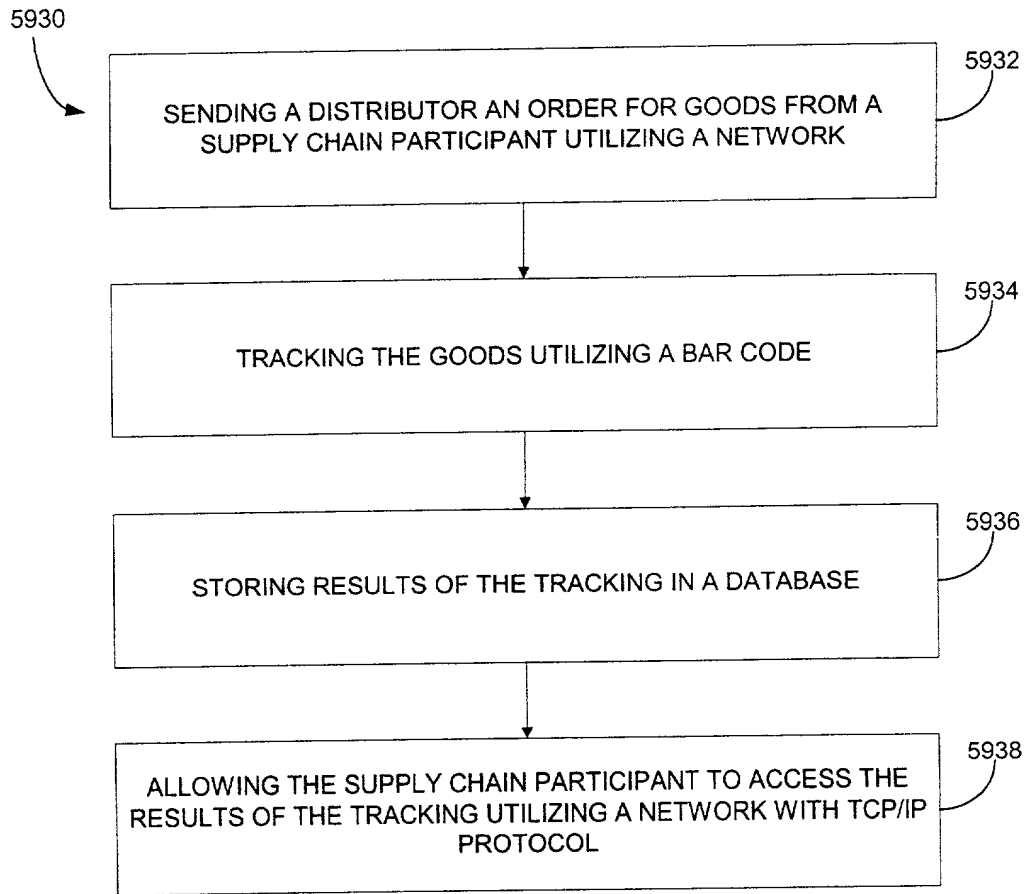 5930
5932
SENDING A DISTRIBUTOR AN ORDER FOR GOODS FROM A
SUPPLY CHAIN PARTICIPANT UTILIZING A NETWORK
5934
TRACKING THE GOODS UTILIZING A BAR CODE
5936
STORING RESULTS OF THE TRACKING IN A DATABASE
5938
ALLOWING THE SUPPLY CHAIN PARTICIPANT TO ACCESS THE
RESULTS OF THE TRACKING UTILIZING A NETWORK WITH TCP/IP
PROTOCOL